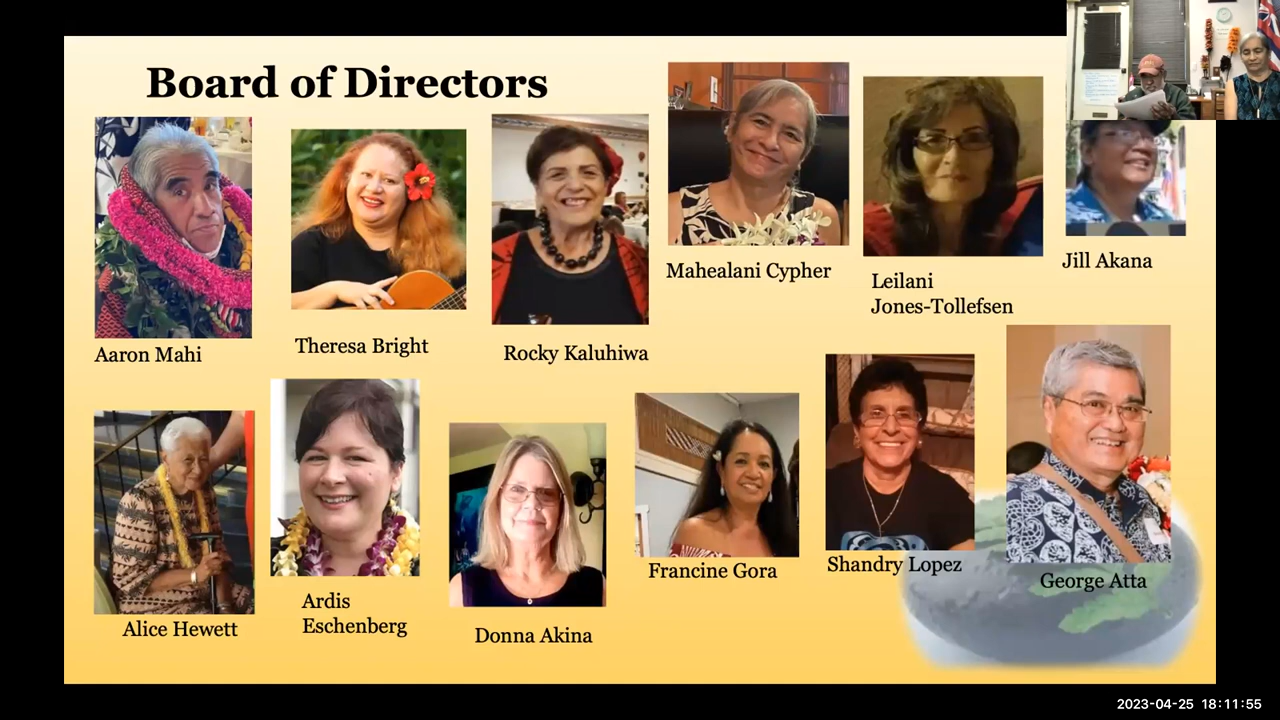 Board of Directors
Aaron Mahi
Theresa Bright
Rocky Kaluhiwa
Mahealani Cypher
Leilani
Jones-Tollefsen
Jill Akana
Alice Hewett
Ardis
Eschenberg
Donna Akina
Francine Gora
Shandry Lopez
George Atta
2023-04-25 18:11:55